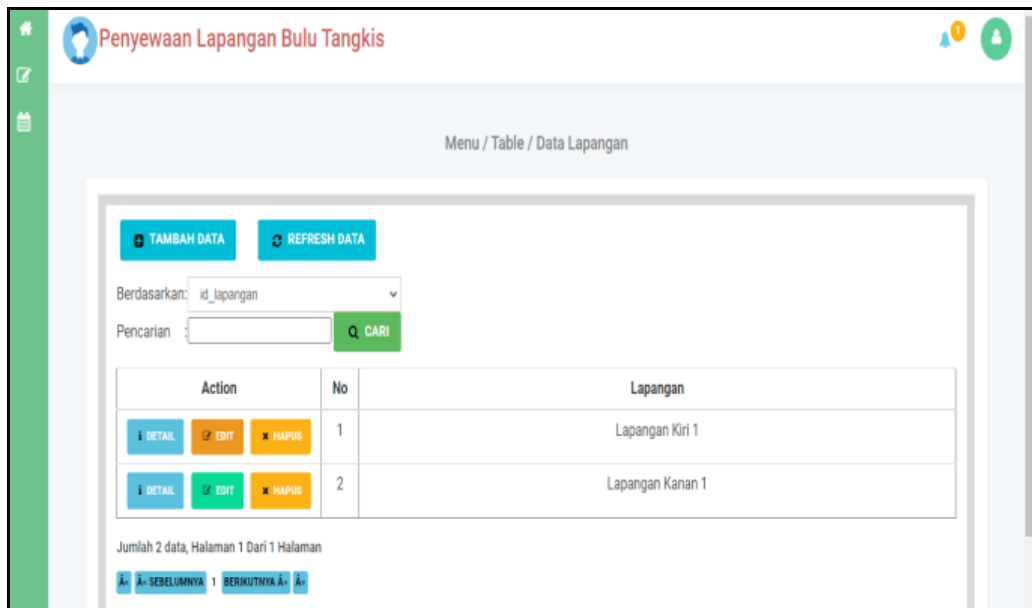 Penyewaan Lapangan Bulu Tangkis
1
Menu / Table / Data Lapangan
TAMBAH DATA REFRESH DATA
Berdasarkan: id_lapangan
Pencarian : CARI
Action No Lapangan
DETAIL EDIT HAPUS 1 Lapangan Kiri 1
DETAIL EDIT HAPUS 2 Lapangan Kanan 1
Jumlah 2 data, Halaman 1 Dari 1 Halaman
Â« Â« SEBELUMNYA 1 BERIKUTNYA Â» Â»